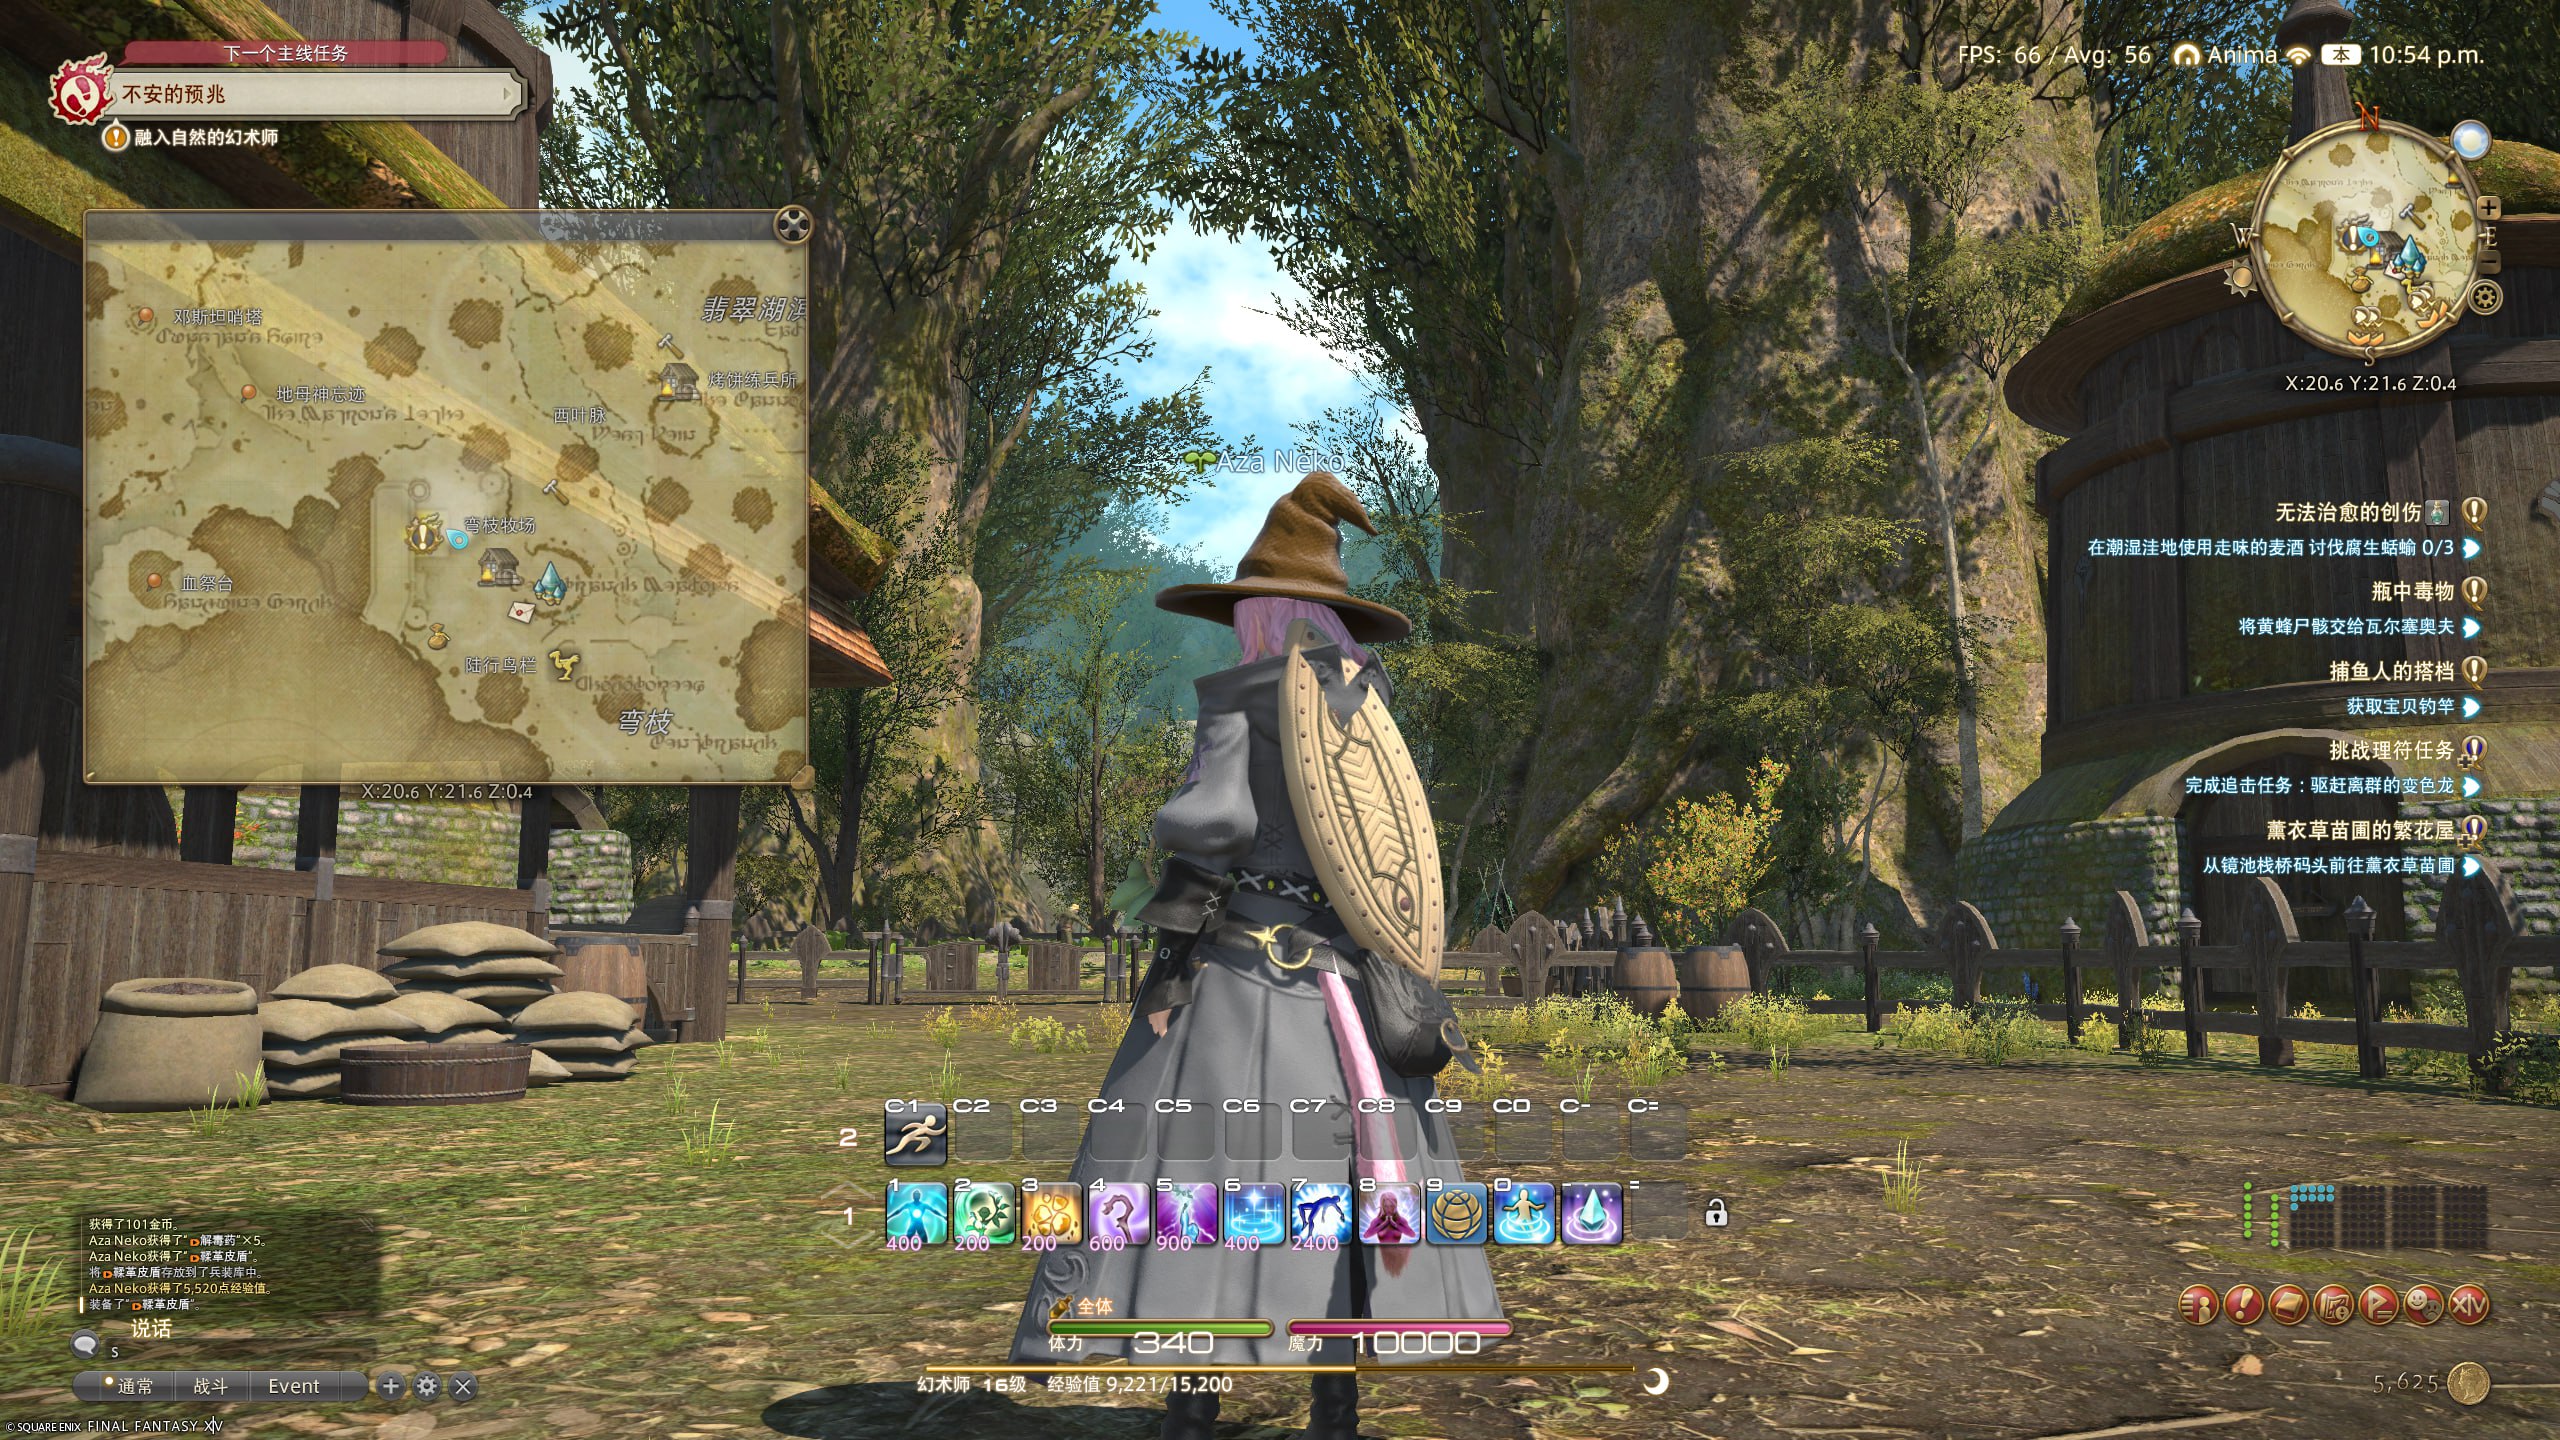 下一个主线任务
不安的预兆
融入自然的幻术师
FPS: 66 / Avg: 56 Anima 本 10:54 p.m.
N
W
E
S
X:20.6 Y:21.6 Z:0.4
邓斯坦哨塔
翡翠湖滨
地母神忘迹
烤饼练兵所
西叶脉
弯枝牧场
血祭台
陆行鸟栏
弯枝
X:20.6 Y:21.6 Z:0.4
Aza Neko
无法治愈的创伤
在潮湿洼地使用走味的麦酒 讨伐腐生蛞蝓 0/3
瓶中毒物
将黄蜂尸骸交给瓦尔塞奥夫
捕鱼人的搭档
获取宝贝钓竿
挑战理符任务
完成追击任务：驱赶离群的变色龙
薰衣草苗圃的繁花屋
从镜池栈桥码头前往薰衣草苗圃
2 C1 C2 C3 C4 C5 C6 C7 C8 C9 C0 C- C=
1 1 2 3 4 5 6 7 8 9 0 - =
400 200 200 600 900 400 2400
获得了101金币。
Aza Neko获得了“解毒药”×5。
Aza Neko获得了“鞣革皮盾”。
将鞣革皮盾存放到了兵装库中。
Aza Neko获得了5,520点经验值。
装备了“鞣革皮盾”。
说话
s
通常 战斗 Event
全体
体力 340 魔力 10000
幻术师 16级 经验值 9,221/15,200
XIV
5,625
© SQUARE ENIX FINAL FANTASY XIV